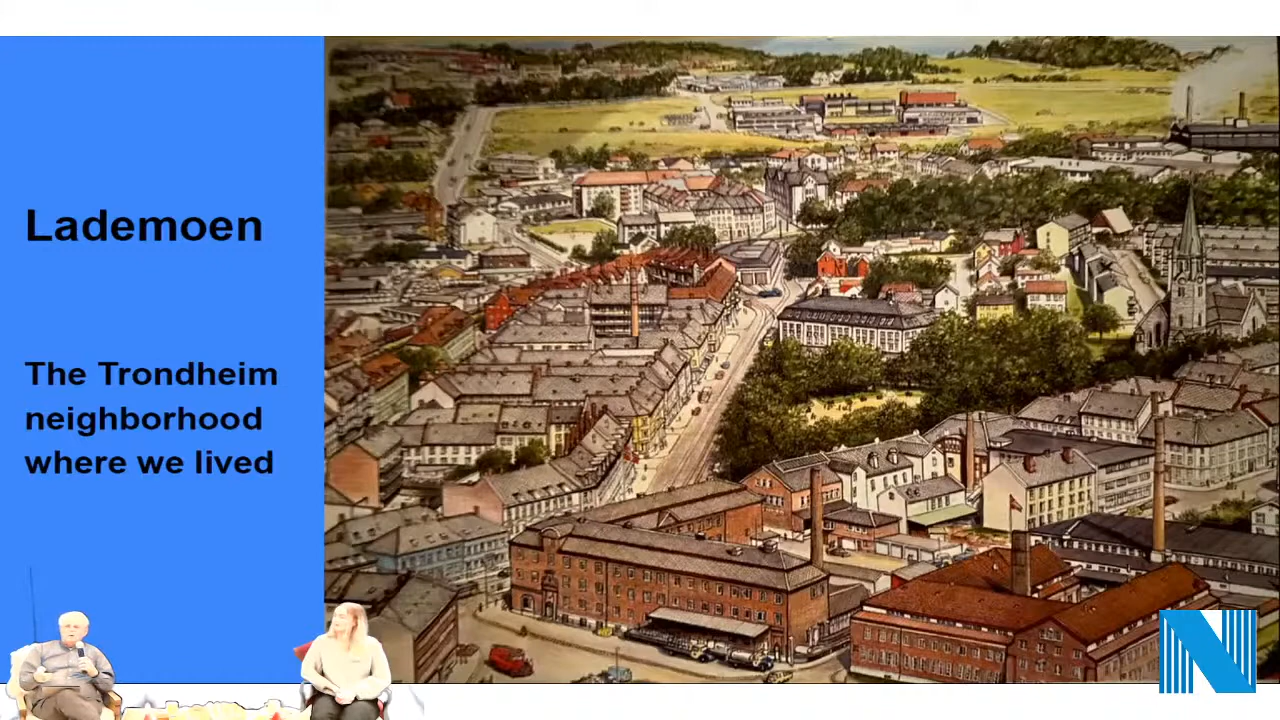 Lademoen
The Trondheim
neighborhood
where we lived
N